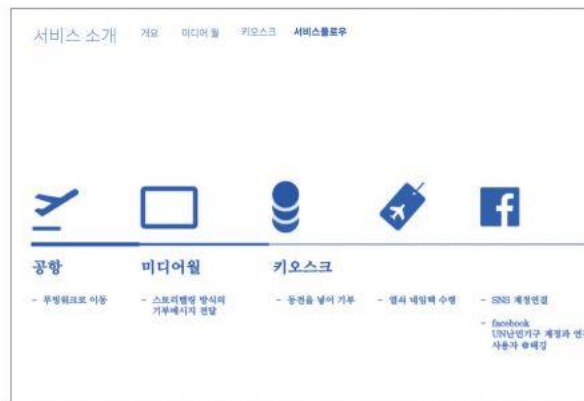 서비스 소개
개요 미디어 월 키오스크 서비스플로우
공항 미디어월 키오스크
- 무빙워크로 이동
- 스토리텔링 방식의
기부메시지 전달
- 동전을 넣어 기부
- 열쇠 네임택 수령
- SNS 계정연결
- facebook
UN난민기구 계정과 연
사용자 @태깅